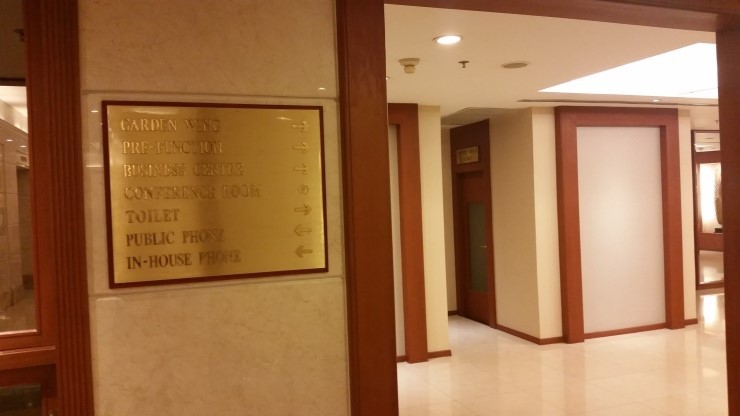 GARDEN WING →
PRE-FUNCTION →
BUSINESS CENTRE →
CONFERENCE ROOM
TOILET →
PUBLIC PHONE ←
IN-HOUSE PHONE ←